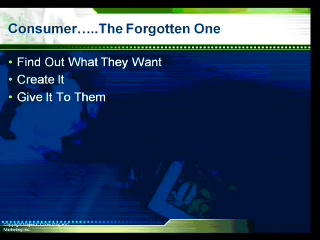 Consumer…..The Forgotten One
• Find Out What They Want
• Create It
• Give It To Them